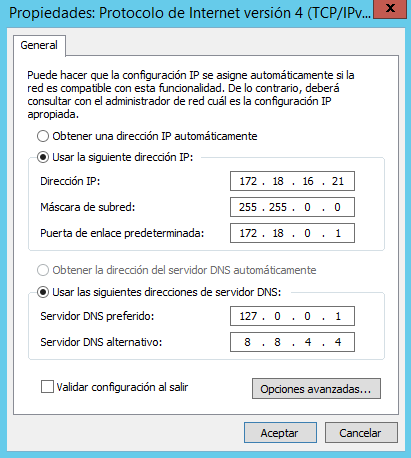 Propiedades: Protocolo de Internet versión 4 (TCP/IPv...
x
General
Puede hacer que la configuración IP se asigne automáticamente si la
red es compatible con esta funcionalidad. De lo contrario, deberá
consultar con el administrador de red cuál es la configuración IP
apropiada.
Obtener una dirección IP automáticamente
Usar la siguiente dirección IP:
Dirección IP: 172 . 18 . 16 . 21
Máscara de subred: 255 . 255 . 0 . 0
Puerta de enlace predeterminada: 172 . 18 . 0 . 1
Obtener la dirección del servidor DNS automáticamente
Usar las siguientes direcciones de servidor DNS:
Servidor DNS preferido: 127 . 0 . 0 . 1
Servidor DNS alternativo: 8 . 8 . 4 . 4
Validar configuración al salir
Opciones avanzadas...
Aceptar Cancelar